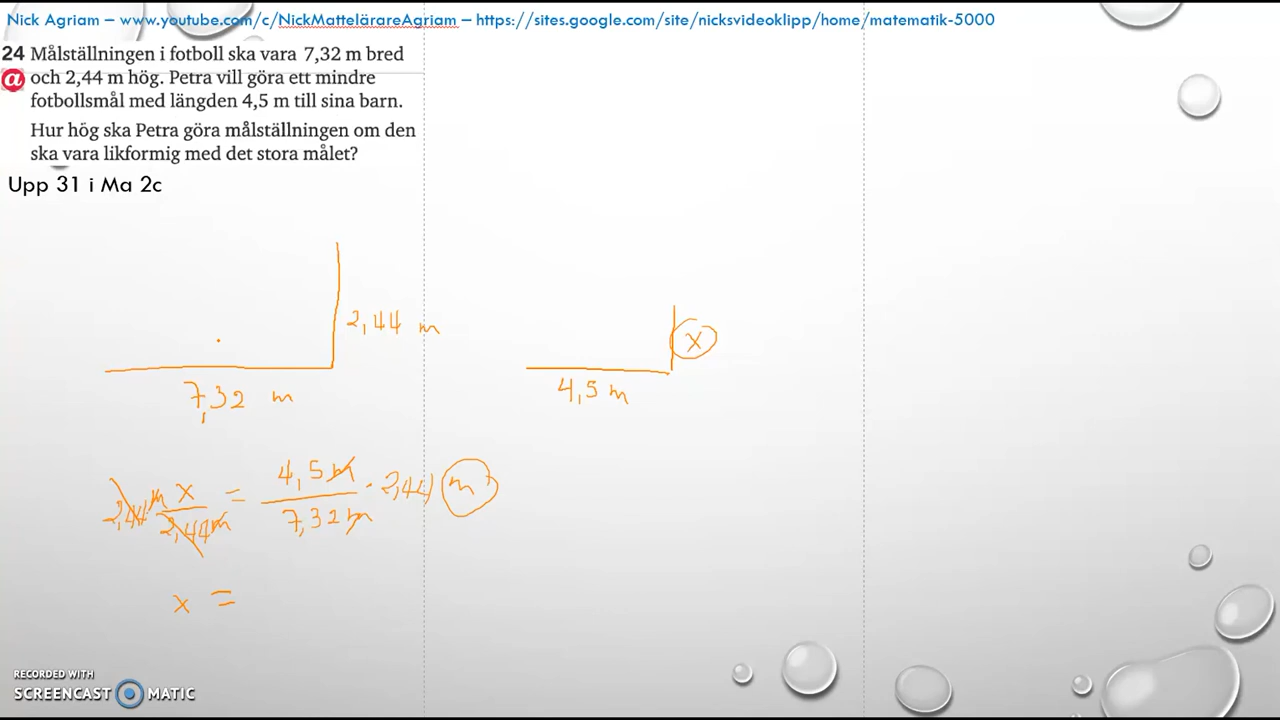 Nick Agriam – www.youtube.com/c/NickMattelärareAgriam – https://sites.google.com/site/nicksvideoklipp/home/matematik-5000
24 Målställningen i fotboll ska vara 7,32 m bred
@ och 2,44 m hög. Petra vill göra ett mindre
fotbollsmål med längden 4,5 m till sina barn.
Hur hög ska Petra göra målställningen om den
ska vara likformig med det stora målet?
Upp 31 i Ma 2c
2,44 m
x
7,32 m
4,5 m
2,44 m x / 2,44 m = 4,5 m / 7,32 m · 2,44 m
x =
RECORDED WITH
SCREENCAST MATIC